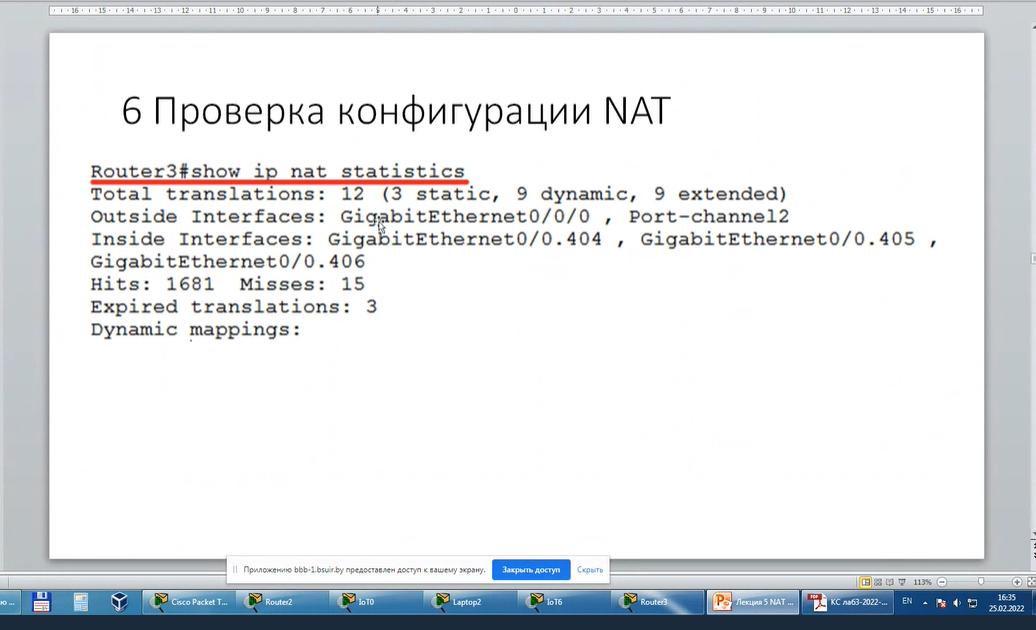 6 Проверка конфигурации NAT
Router3#show ip nat statistics
Total translations: 12 (3 static, 9 dynamic, 9 extended)
Outside Interfaces: GigabitEthernet0/0/0 , Port-channel2
Inside Interfaces: GigabitEthernet0/0.404 , GigabitEthernet0/0.405 ,
GigabitEthernet0/0.406
Hits: 1681 Misses: 15
Expired translations: 3
Dynamic mappings:
Приложению bbb-1.bsuir.by предоставлен доступ к вашему экрану. Закрыть доступ Скрыть
113%
ю ... Cisco Packet T... Router2 IoT0 Laptop2 IoT6 Router3 Лекция 5 NAT ... КС лаб3-2022-... EN 16:35
25.02.2022